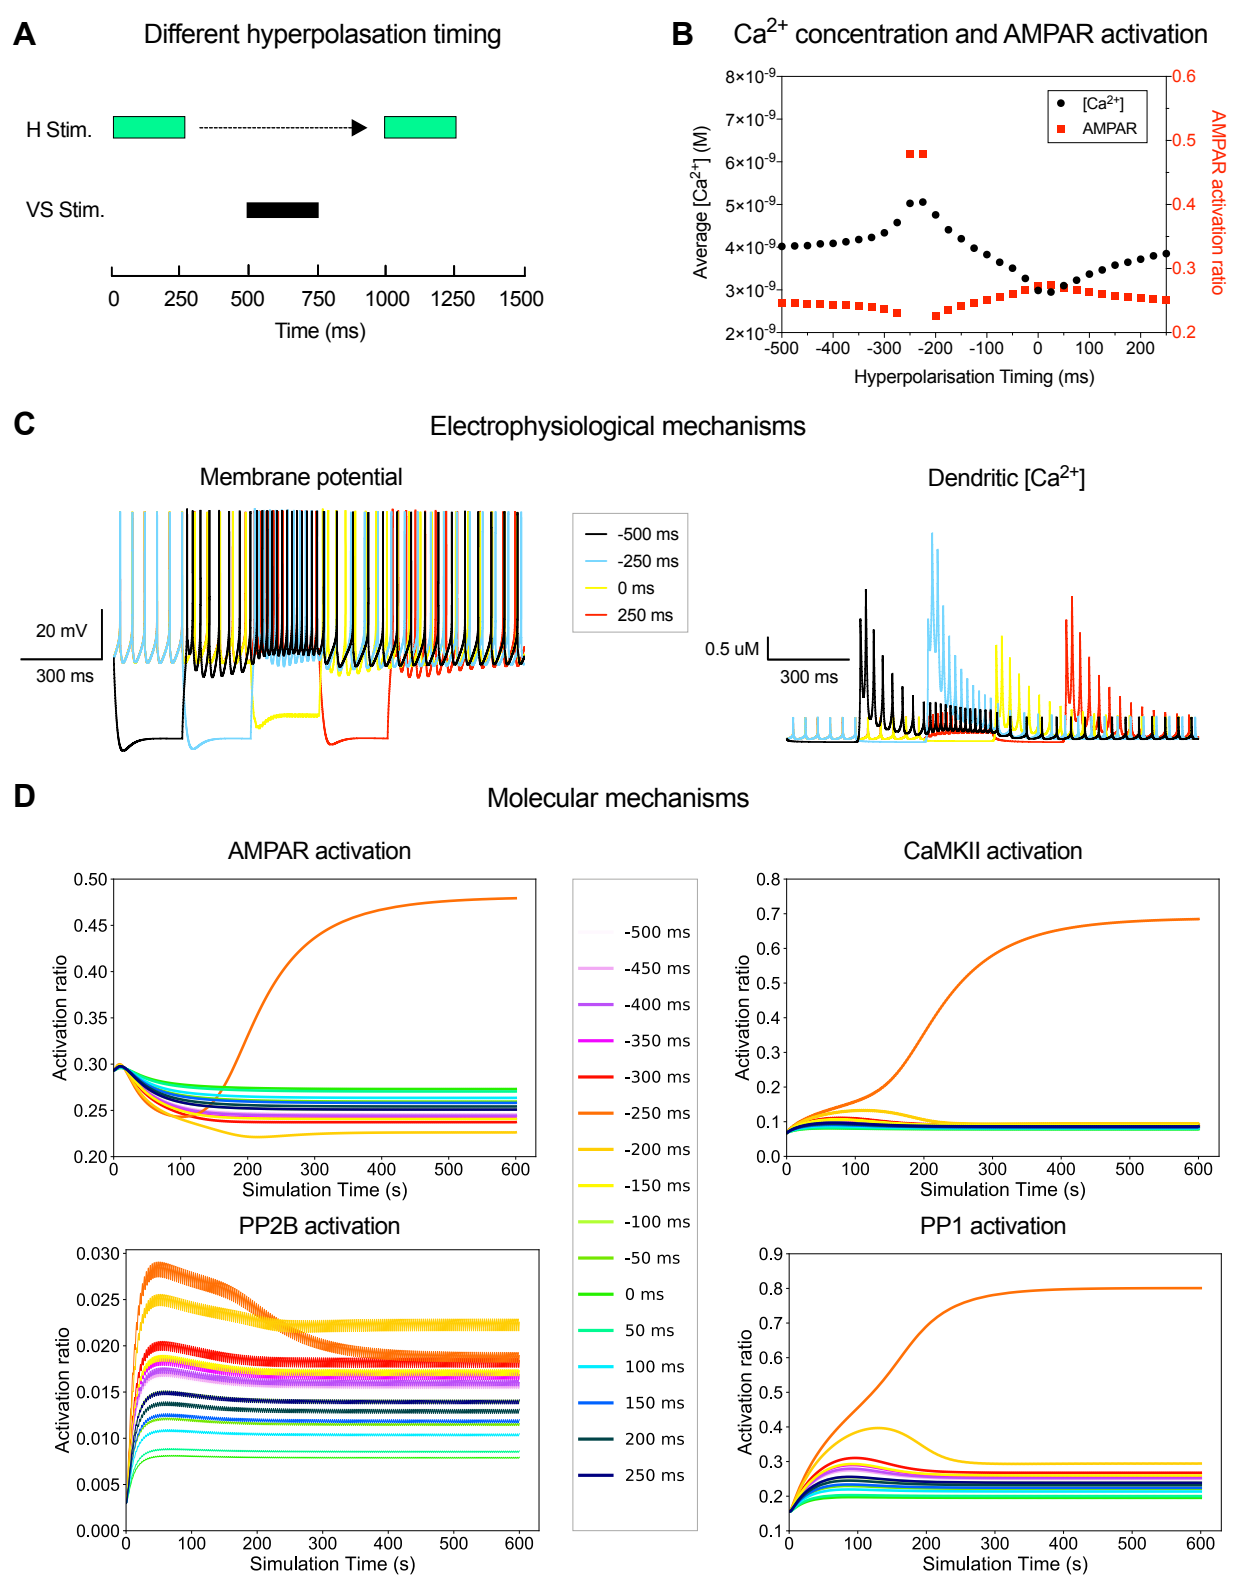 A
Different hyperpolasation timing
H Stim.
VS Stim.
0 250 500 750 1000 1250 1500
Time (ms)
B
Ca²⁺ concentration and AMPAR activation
8×10⁻⁹
7×10⁻⁹
6×10⁻⁹
5×10⁻⁹
4×10⁻⁹
3×10⁻⁹
2×10⁻⁹
Average [Ca²⁺] (M)
[Ca²⁺]
AMPAR
0.6
0.5
0.4
0.3
0.2
AMPAR activation ratio
-500 -400 -300 -200 -100 0 100 200
Hyperpolarisation Timing (ms)
C
Electrophysiological mechanisms
Membrane potential
20 mV
300 ms
-500 ms
-250 ms
0 ms
250 ms
Dendritic [Ca²⁺]
0.5 uM
300 ms
D
Molecular mechanisms
AMPAR activation
0.50
0.45
0.40
0.35
0.30
0.25
0.20
Activation ratio
0 100 200 300 400 500 600
Simulation Time (s)
-500 ms
-450 ms
-400 ms
-350 ms
-300 ms
-250 ms
-200 ms
-150 ms
-100 ms
-50 ms
0 ms
50 ms
100 ms
150 ms
200 ms
250 ms
CaMKII activation
0.8
0.7
0.6
0.5
0.4
0.3
0.2
0.1
0.0
Activation ratio
0 100 200 300 400 500 600
Simulation Time (s)
PP2B activation
0.030
0.025
0.020
0.015
0.010
0.005
0.000
Activation ratio
0 100 200 300 400 500 600
Simulation Time (s)
PP1 activation
0.9
0.8
0.7
0.6
0.5
0.4
0.3
0.2
0.1
Activation ratio
0 100 200 300 400 500 600
Simulation Time (s)